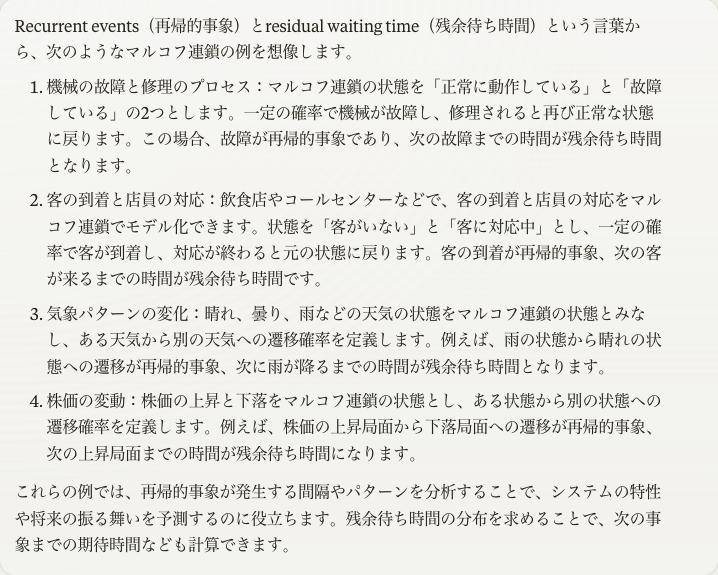 Recurrent events（再帰的事象）とresidual waiting time（残余待ち時間）という言葉か
ら、次のようなマルコフ連鎖の例を想像します。
1. 機械の故障と修理のプロセス：マルコフ連鎖の状態を「正常に動作している」と「故障
している」の2つとします。一定の確率で機械が故障し、修理されると再び正常な状態
に戻ります。この場合、故障が再帰的事象であり、次の故障までの時間が残余待ち時間
となります。
2. 客の到着と店員の対応：飲食店やコールセンターなどで、客の到着と店員の対応をマル
コフ連鎖でモデル化できます。状態を「客がいない」と「客に対応中」とし、一定の確
率で客が到着し、対応が終わると元の状態に戻ります。客の到着が再帰的事象、次の客
が来るまでの時間が残余待ち時間です。
3. 気象パターンの変化：晴れ、曇り、雨などの天気の状態をマルコフ連鎖の状態とみな
し、ある天気から別の天気への遷移確率を定義します。例えば、雨の状態から晴れの状
態への遷移が再帰的事象、次に雨が降るまでの時間が残余待ち時間となります。
4. 株価の変動：株価の上昇と下落をマルコフ連鎖の状態とし、ある状態から別の状態への
遷移確率を定義します。例えば、株価の上昇局面から下落局面への遷移が再帰的事象、
次の上昇局面までの時間が残余待ち時間になります。
これらの例では、再帰的事象が発生する間隔やパターンを分析することで、システムの特性
や将来の振る舞いを予測するのに役立ちます。残余待ち時間の分布を求めることで、次の事
象までの期待時間なども計算できます。